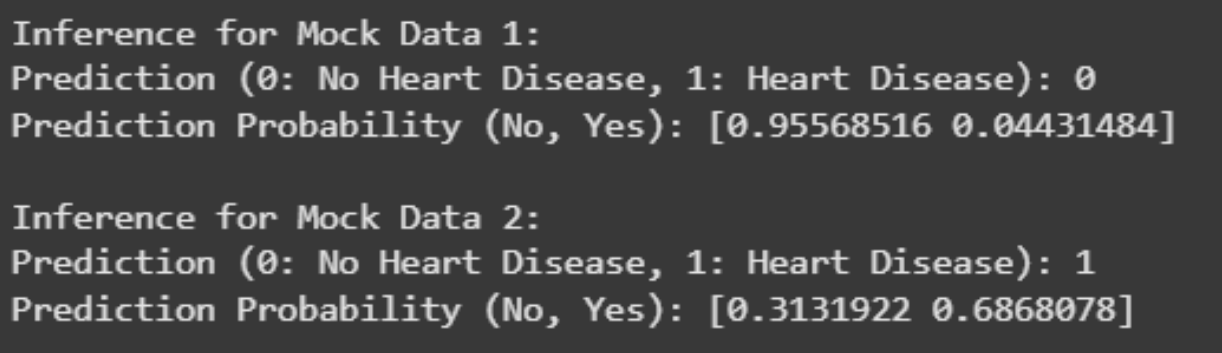 Inference for Mock Data 1:
Prediction (0: No Heart Disease, 1: Heart Disease): 0
Prediction Probability (No, Yes): [0.95568516 0.04431484]
Inference for Mock Data 2:
Prediction (0: No Heart Disease, 1: Heart Disease): 1
Prediction Probability (No, Yes): [0.3131922 0.6868078]